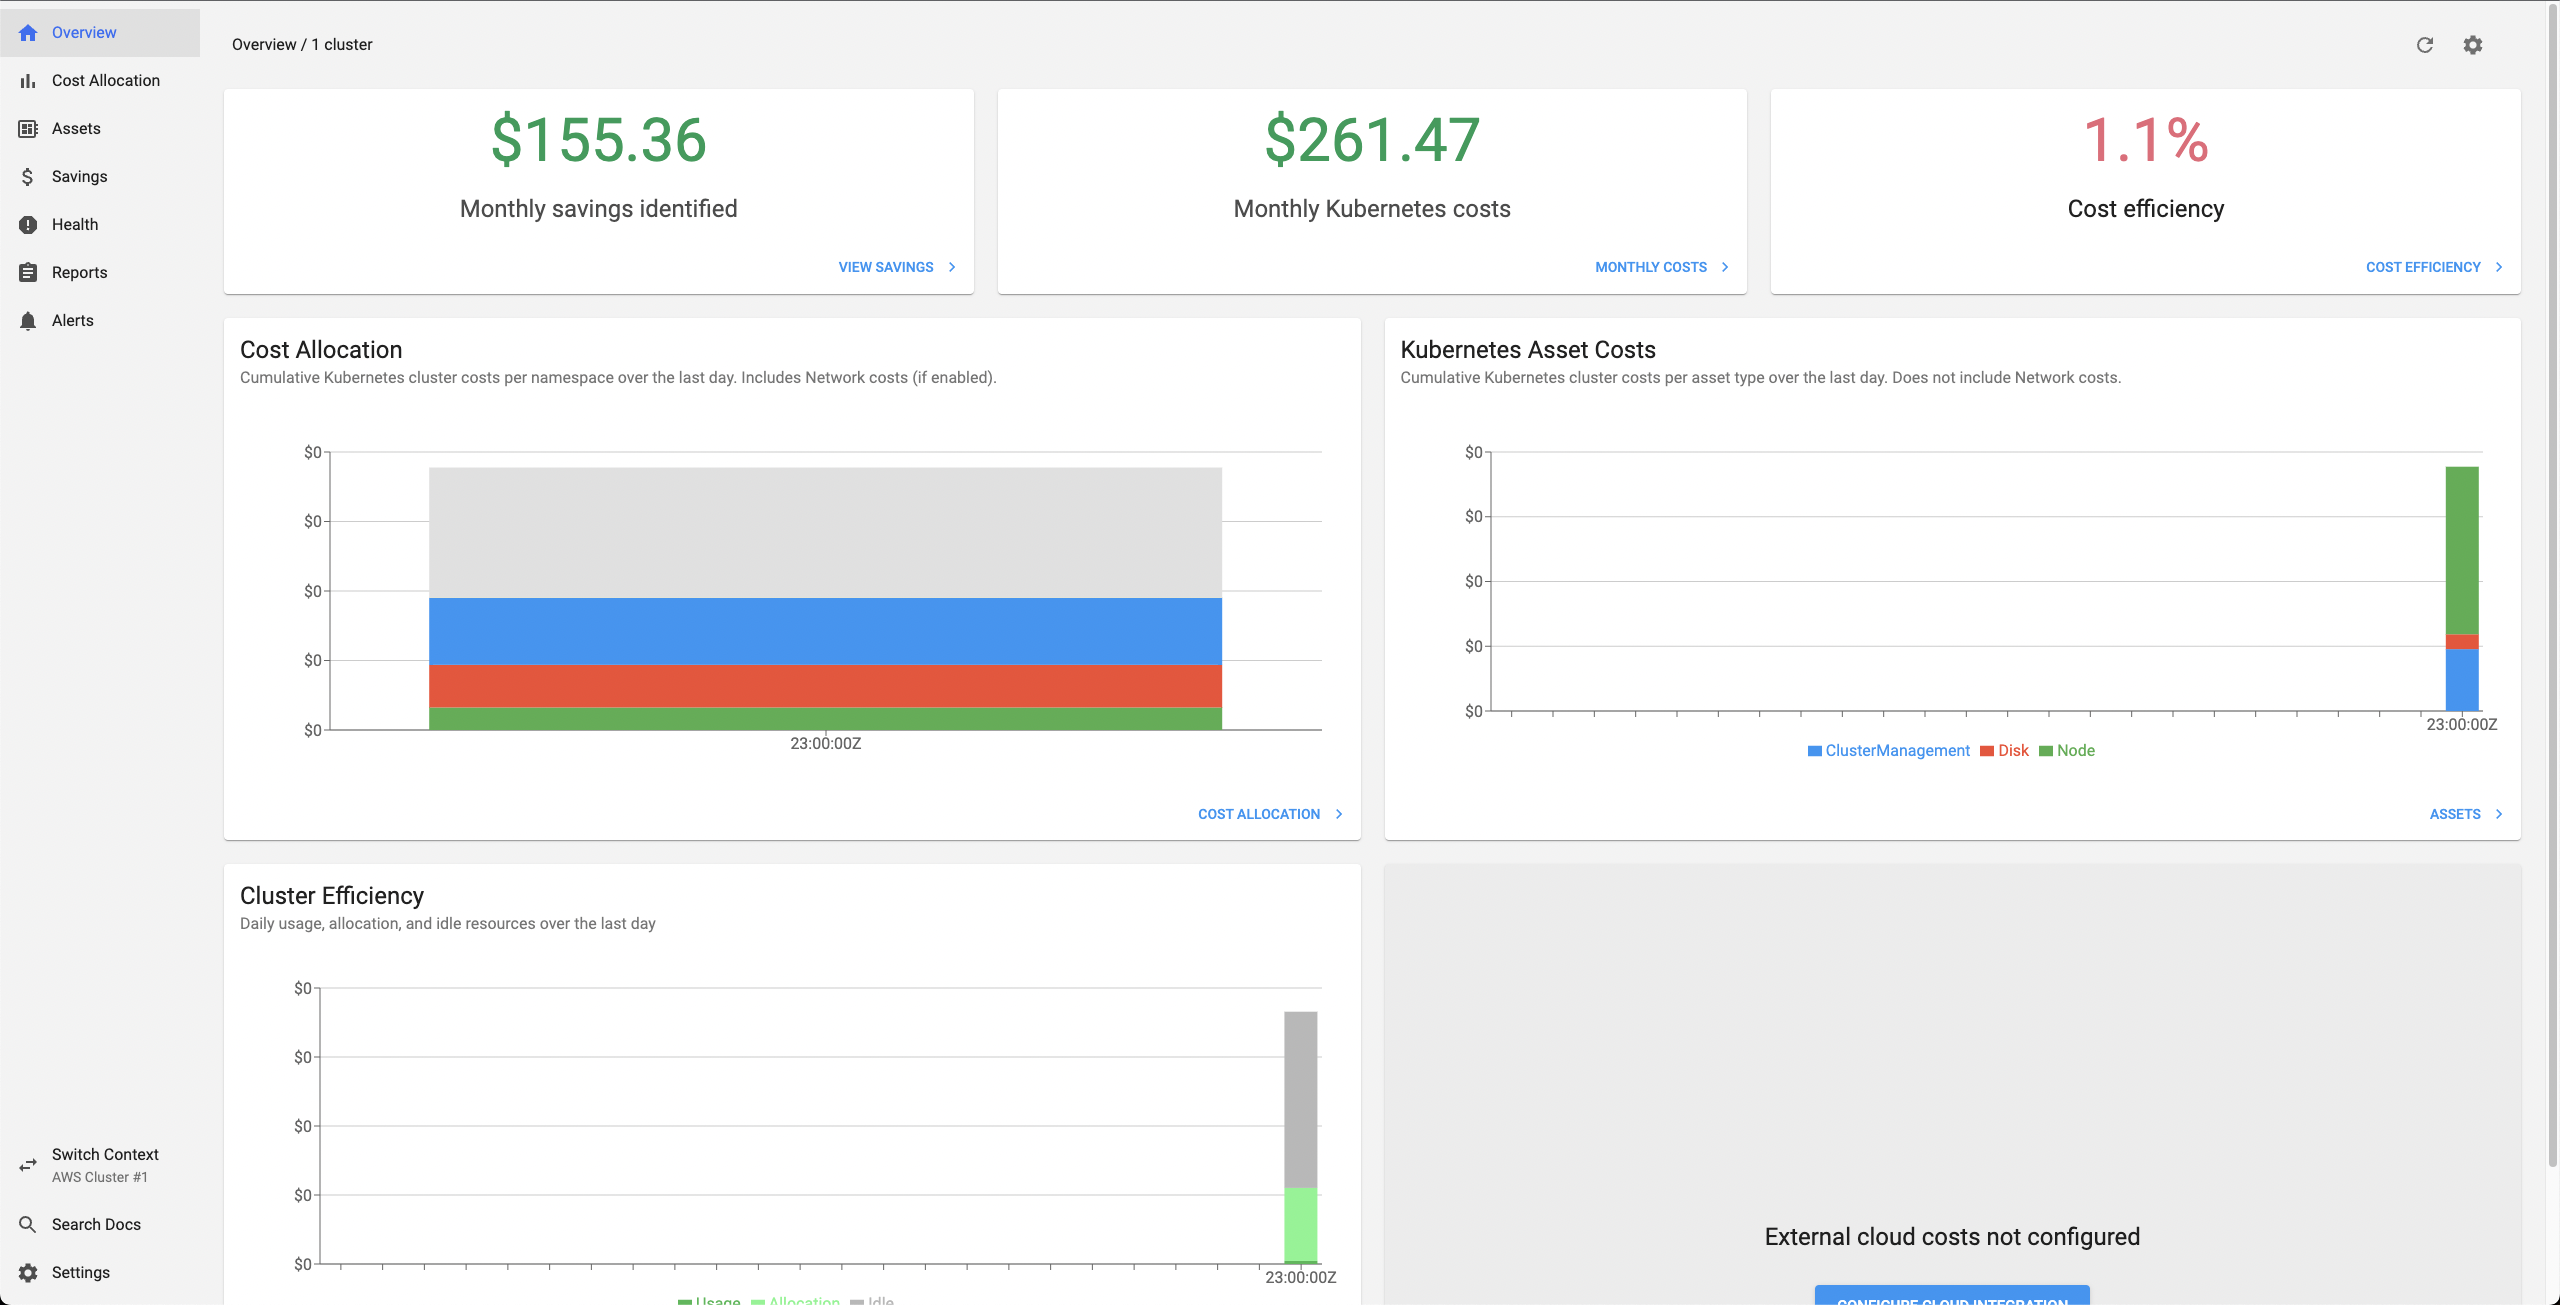 Overview
Cost Allocation
Assets
Savings
Health
Reports
Alerts
Switch Context
AWS Cluster #1
Search Docs
Settings
Overview / 1 cluster
$155.36
Monthly savings identified
VIEW SAVINGS
$261.47
Monthly Kubernetes costs
MONTHLY COSTS
1.1%
Cost efficiency
COST EFFICIENCY
Cost Allocation
Cumulative Kubernetes cluster costs per namespace over the last day. Includes Network costs (if enabled).
$0
$0
$0
$0
$0
23:00:00Z
COST ALLOCATION
Kubernetes Asset Costs
Cumulative Kubernetes cluster costs per asset type over the last day. Does not include Network costs.
$0
$0
$0
$0
$0
23:00:00Z
ClusterManagement Disk Node
ASSETS
Cluster Efficiency
Daily usage, allocation, and idle resources over the last day
$0
$0
$0
$0
$0
23:00:00Z
Usage Allocation Idle
External cloud costs not configured
CONFIGURE CLOUD INTEGRATION